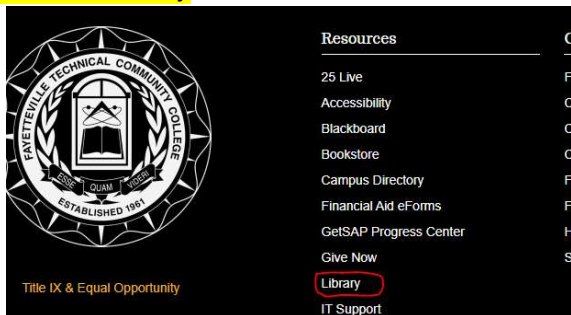 FAYETTEVILLE TECHNICAL COMMUNITY COLLEGE
ESSE QUAM VIDERI
ESTABLISHED 1961
Title IX & Equal Opportunity
Resources
25 Live
Accessibility
Blackboard
Bookstore
Campus Directory
Financial Aid eForms
GetSAP Progress Center
Give Now
Library
IT Support